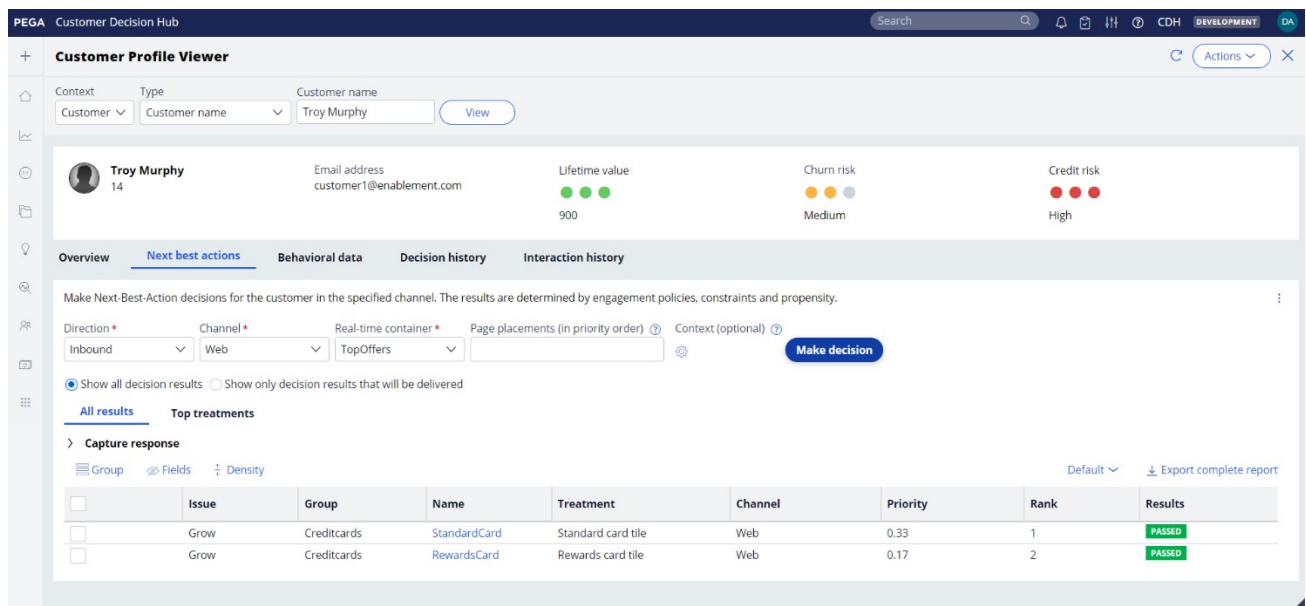 PEGA Customer Decision Hub Search CDH DEVELOPMENT DA
Customer Profile Viewer Actions
Context Type Customer name
Customer Customer name Troy Murphy View
Troy Murphy Email address Lifetime value Churn risk Credit risk
14 customer1@enablement.com
900 Medium High
Overview Next best actions Behavioral data Decision history Interaction history
Make Next-Best-Action decisions for the customer in the specified channel. The results are determined by engagement policies, constraints and propensity.
Direction * Channel * Real-time container * Page placements (in priority order) Context (optional)
Inbound Web TopOffers Make decision
Show all decision results Show only decision results that will be delivered
All results Top treatments
Capture response
Group Fields Density Default Export complete report
Issue Group Name Treatment Channel Priority Rank Results
Grow Creditcards StandardCard Standard card tile Web 0.33 1 PASSED
Grow Creditcards RewardsCard Rewards card tile Web 0.17 2 PASSED